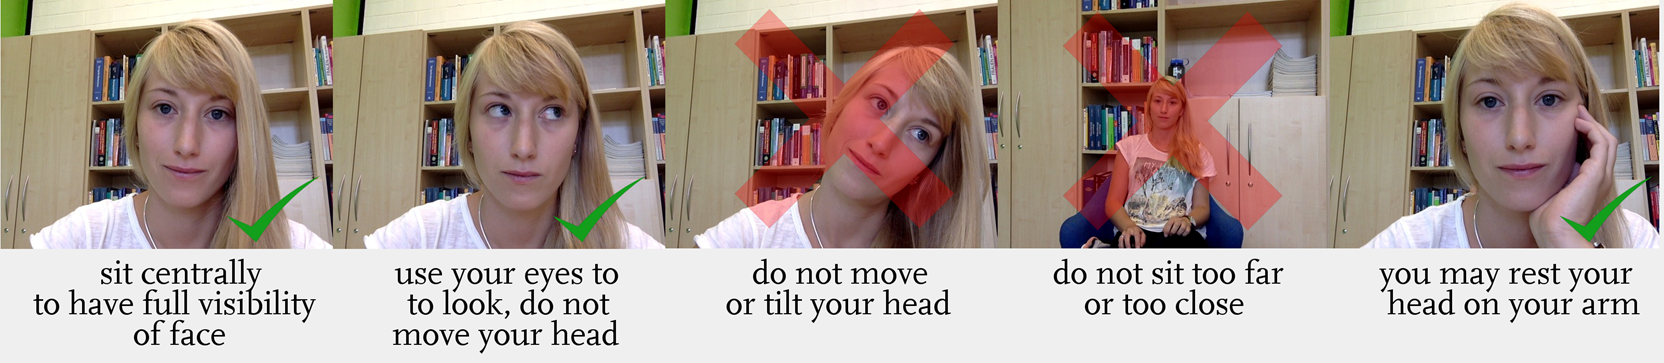 sit centrally
to have full visibility
of face
use your eyes to
to look, do not
move your head
do not move
or tilt your head
do not sit too far
or too close
you may rest your
head on your arm